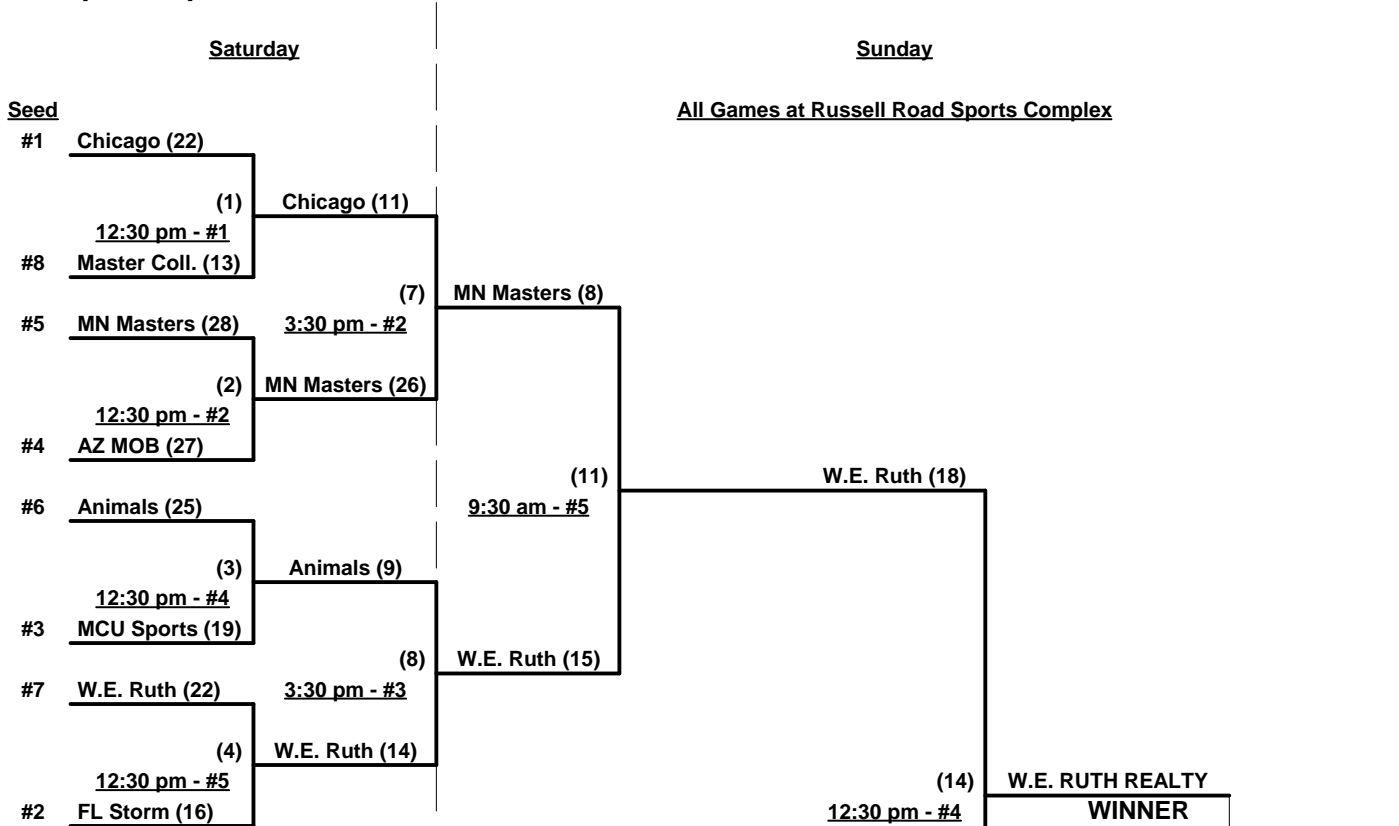 Saturday Sunday
Seed All Games at Russell Road Sports Complex
#1 Chicago (22)
(1) Chicago (11)
12:30 pm - #1
#8 Master Coll. (13)
(7) MN Masters (8)
#5 MN Masters (28) 3:30 pm - #2
(2) MN Masters (26)
12:30 pm - #2
#4 AZ MOB (27)
(11) W.E. Ruth (18)
#6 Animals (25) 9:30 am - #5
(3) Animals (9)
12:30 pm - #4
#3 MCU Sports (19)
(8) W.E. Ruth (15)
#7 W.E. Ruth (22) 3:30 pm - #3
(4) W.E. Ruth (14)
12:30 pm - #5 (14) W.E. RUTH REALTY
#2 FL Storm (16) 12:30 pm - #4 WINNER